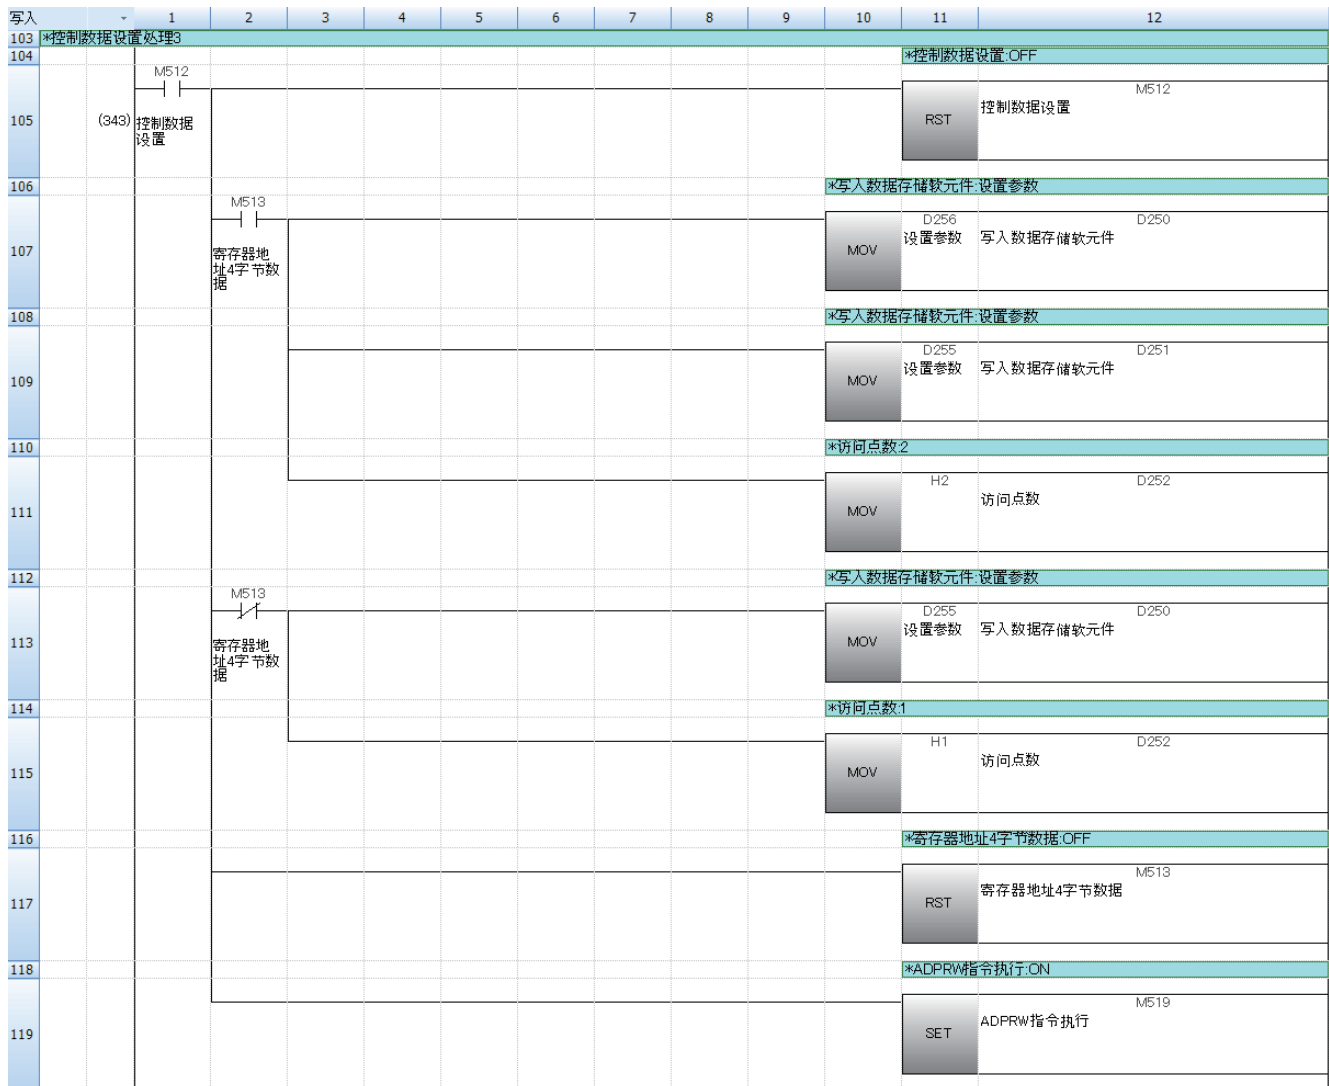 写入 1 2 3 4 5 6 7 8 9 10 11 12
103 *控制数据设置处理3
104 *控制数据设置:OFF
M512 M512
控制数据设置
105 (343) 控制数据 RST
设置
106 *写入数据存储软元件:设置参数
M513 D256 D250
设置参数 写入数据存储软元件
107 寄存器地 MOV
址4字节数
据
108 *写入数据存储软元件:设置参数
D255 D251
设置参数 写入数据存储软元件
109 MOV
110 *访问点数:2
H2 D252
访问点数
111 MOV
112 *写入数据存储软元件:设置参数
M513 D255 D250
设置参数 写入数据存储软元件
113 寄存器地 MOV
址4字节数
据
114 *访问点数:1
H1 D252
访问点数
115 MOV
116 *寄存器地址4字节数据:OFF
M513
寄存器地址4字节数据
117 RST
118 *ADPRW指令执行:ON
M519
ADPRW指令执行
119 SET